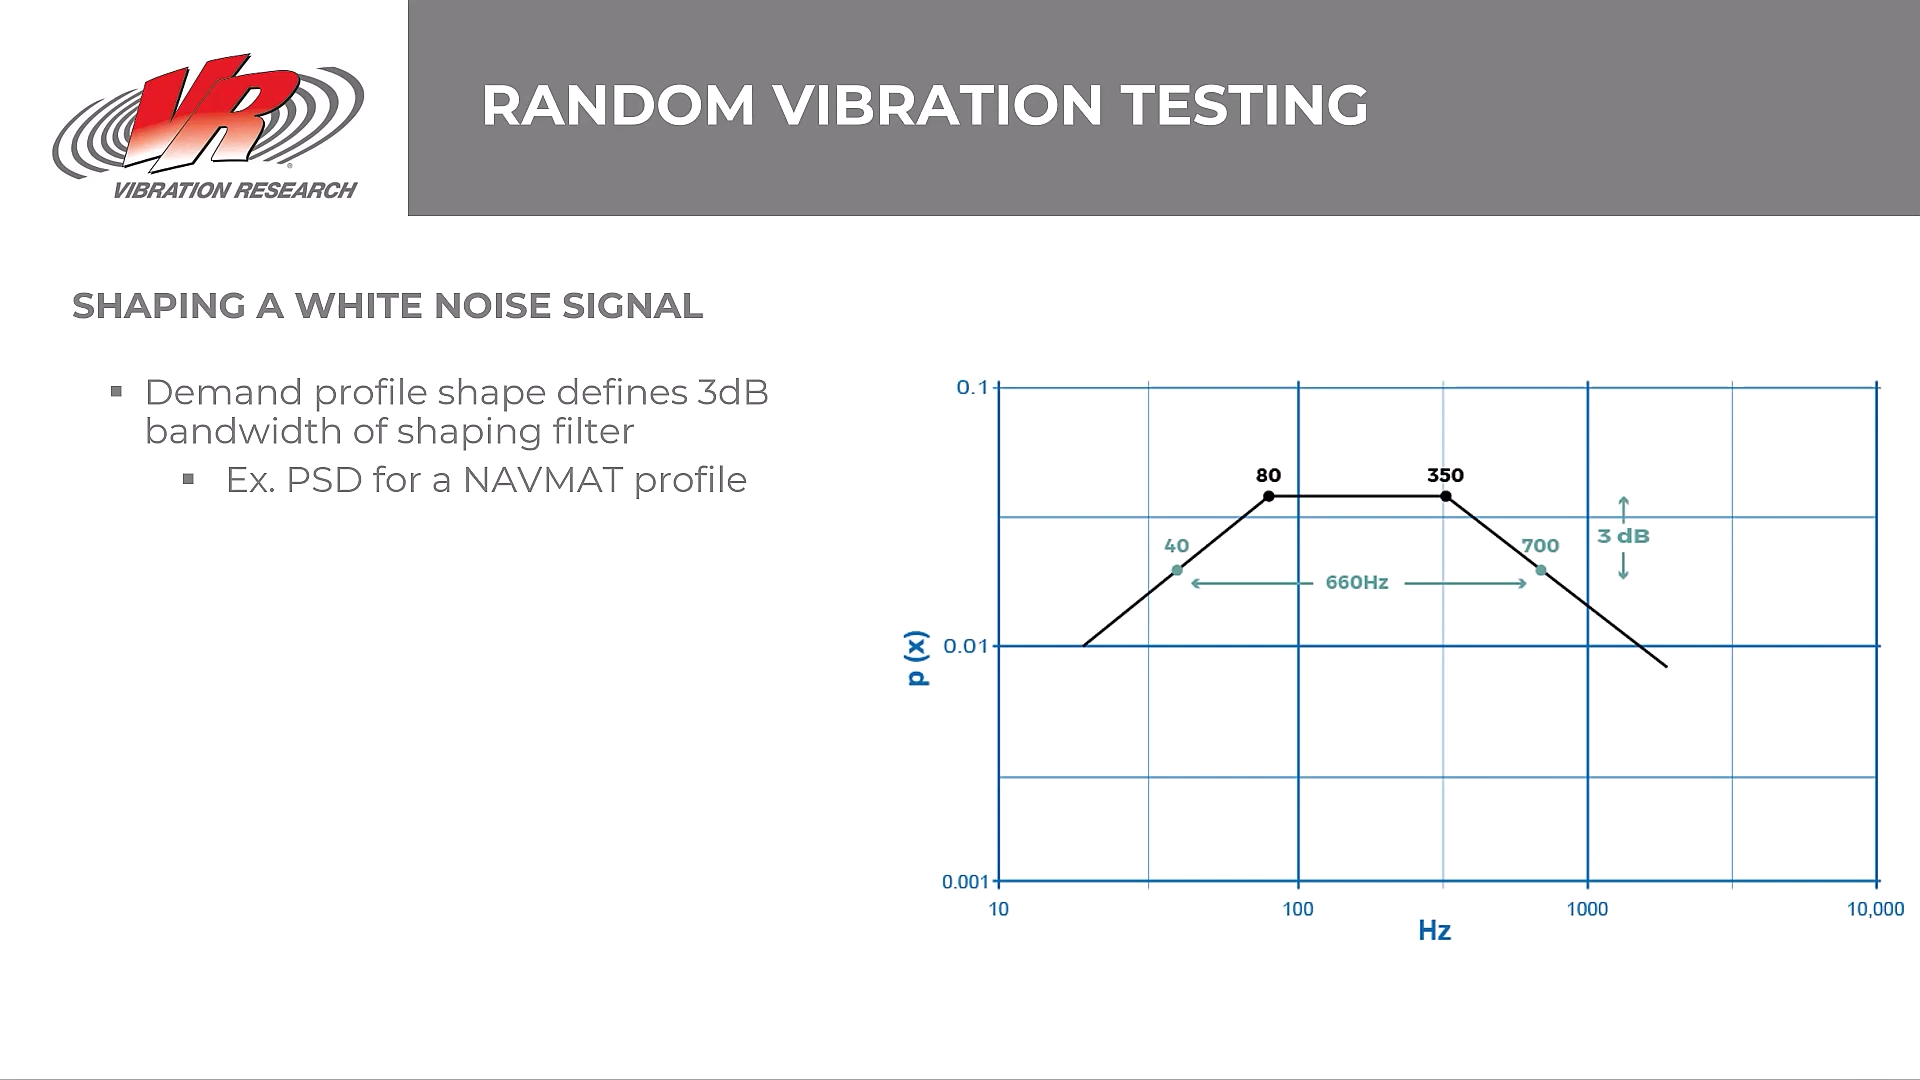 VR
VIBRATION RESEARCH
RANDOM VIBRATION TESTING
SHAPING A WHITE NOISE SIGNAL
▪ Demand profile shape defines 3dB
bandwidth of shaping filter
▪ Ex. PSD for a NAVMAT profile
0.1
80
350
40
700
3 dB
660Hz
p (x)
0.01
0.001
10
100
1000
10,000
Hz